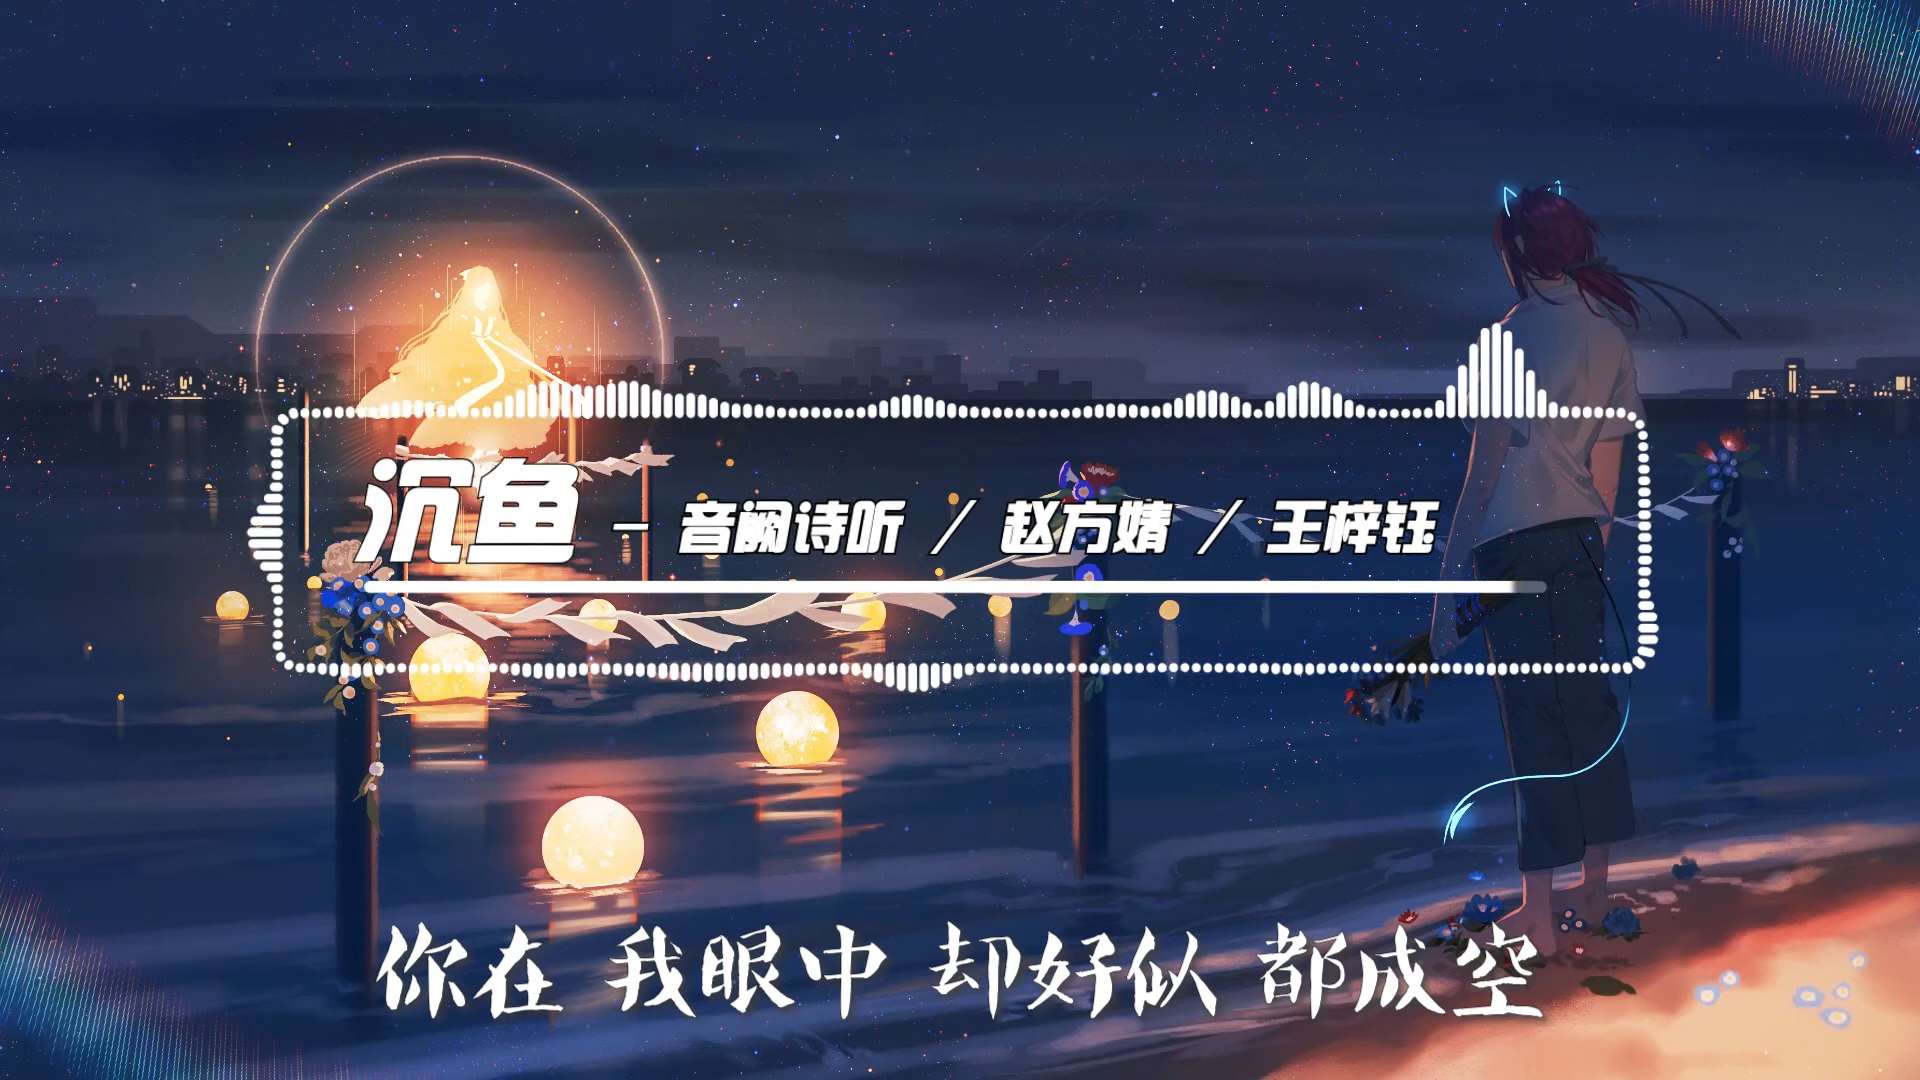 沉鱼 - 音阙诗听 / 赵方婧 / 王梓钰
你在 我眼中 却好似 都成空